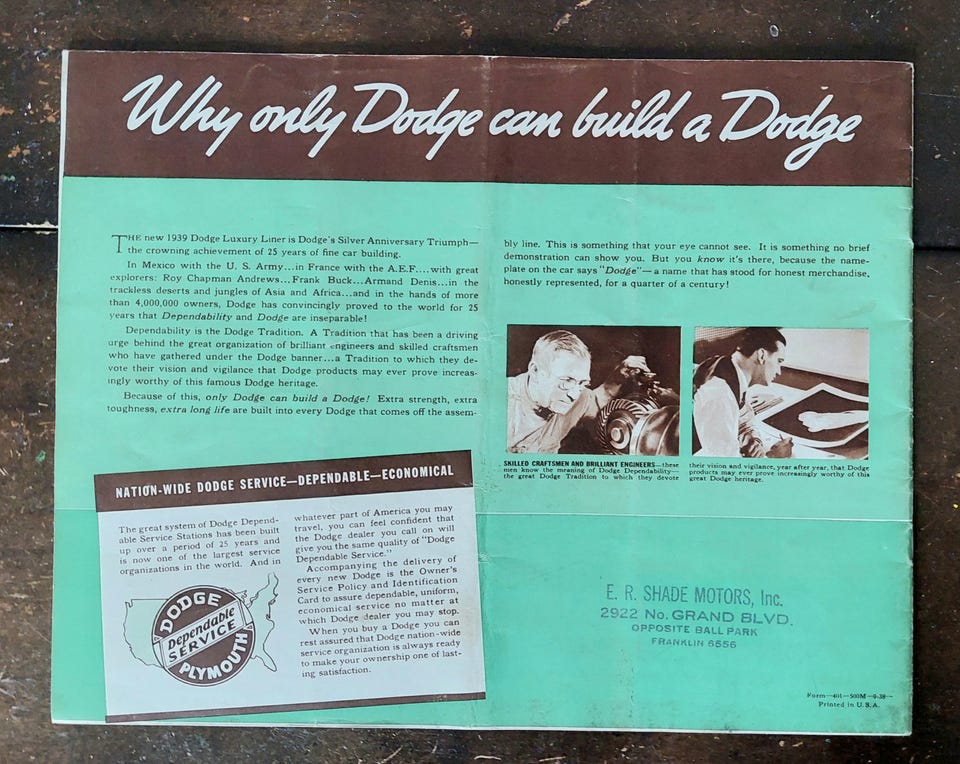 Why only Dodge can build a Dodge
THE new 1939 Dodge Luxury Liner is Dodge's Silver Anniversary Triumph—
the crowning achievement of 25 years of fine car building.
In Mexico with the U. S. Army...in France with the A.E.F....with great
explorers: Roy Chapman Andrews...Frank Buck...Armand Denis...in the
trackless deserts and jungles of Asia and Africa...and in the hands of more
than 4,000,000 owners, Dodge has convincingly proved to the world for 25
years that Dependability and Dodge are inseparable!
Dependability is the Dodge Tradition. A Tradition that has been a driving
urge behind the great organization of brilliant engineers and skilled craftsmen
who have gathered under the Dodge banner...a Tradition to which they de-
vote their vision and vigilance that Dodge products may ever prove increas-
ingly worthy of this famous Dodge heritage.
Because of this, only Dodge can build a Dodge! Extra strength, extra
toughness, extra long life are built into every Dodge that comes off the assem-
bly line. This is something that your eye cannot see. It is something no brief
demonstration can show you. But you know it's there, because the name-
plate on the car says "Dodge"—a name that has stood for honest merchandise,
honestly represented, for a quarter of a century!
SKILLED CRAFTSMEN AND BRILLIANT ENGINEERS—these
men know the meaning of Dodge Dependability—
the great Dodge Tradition to which they devote
their vision and vigilance, year after year, that Dodge
products may ever prove increasingly worthy of this
great Dodge heritage.
NATION-WIDE DODGE SERVICE—DEPENDABLE—ECONOMICAL
The great system of Dodge Depend-
able Service Stations has been built
up over a period of 25 years and
is now one of the largest service
organizations in the world. And in
whatever part of America you may
travel, you can feel confident that
the Dodge dealer you call on will
give you the same quality of "Dodge
Dependable Service."
Accompanying the delivery of
every new Dodge is the Owner's
Service Policy and Identification
Card to assure dependable, uniform,
economical service no matter at
which Dodge dealer you may stop.
When you buy a Dodge you can
rest assured that Dodge nation-wide
service organization is always ready
to make your ownership one of last-
ing satisfaction.
DODGE
Dependable
SERVICE
PLYMOUTH
E. R. SHADE MOTORS, Inc.
2922 No. GRAND BLVD.
OPPOSITE BALL PARK
FRANKLIN 6556
Form—401—500M—9-38—
Printed in U.S.A.